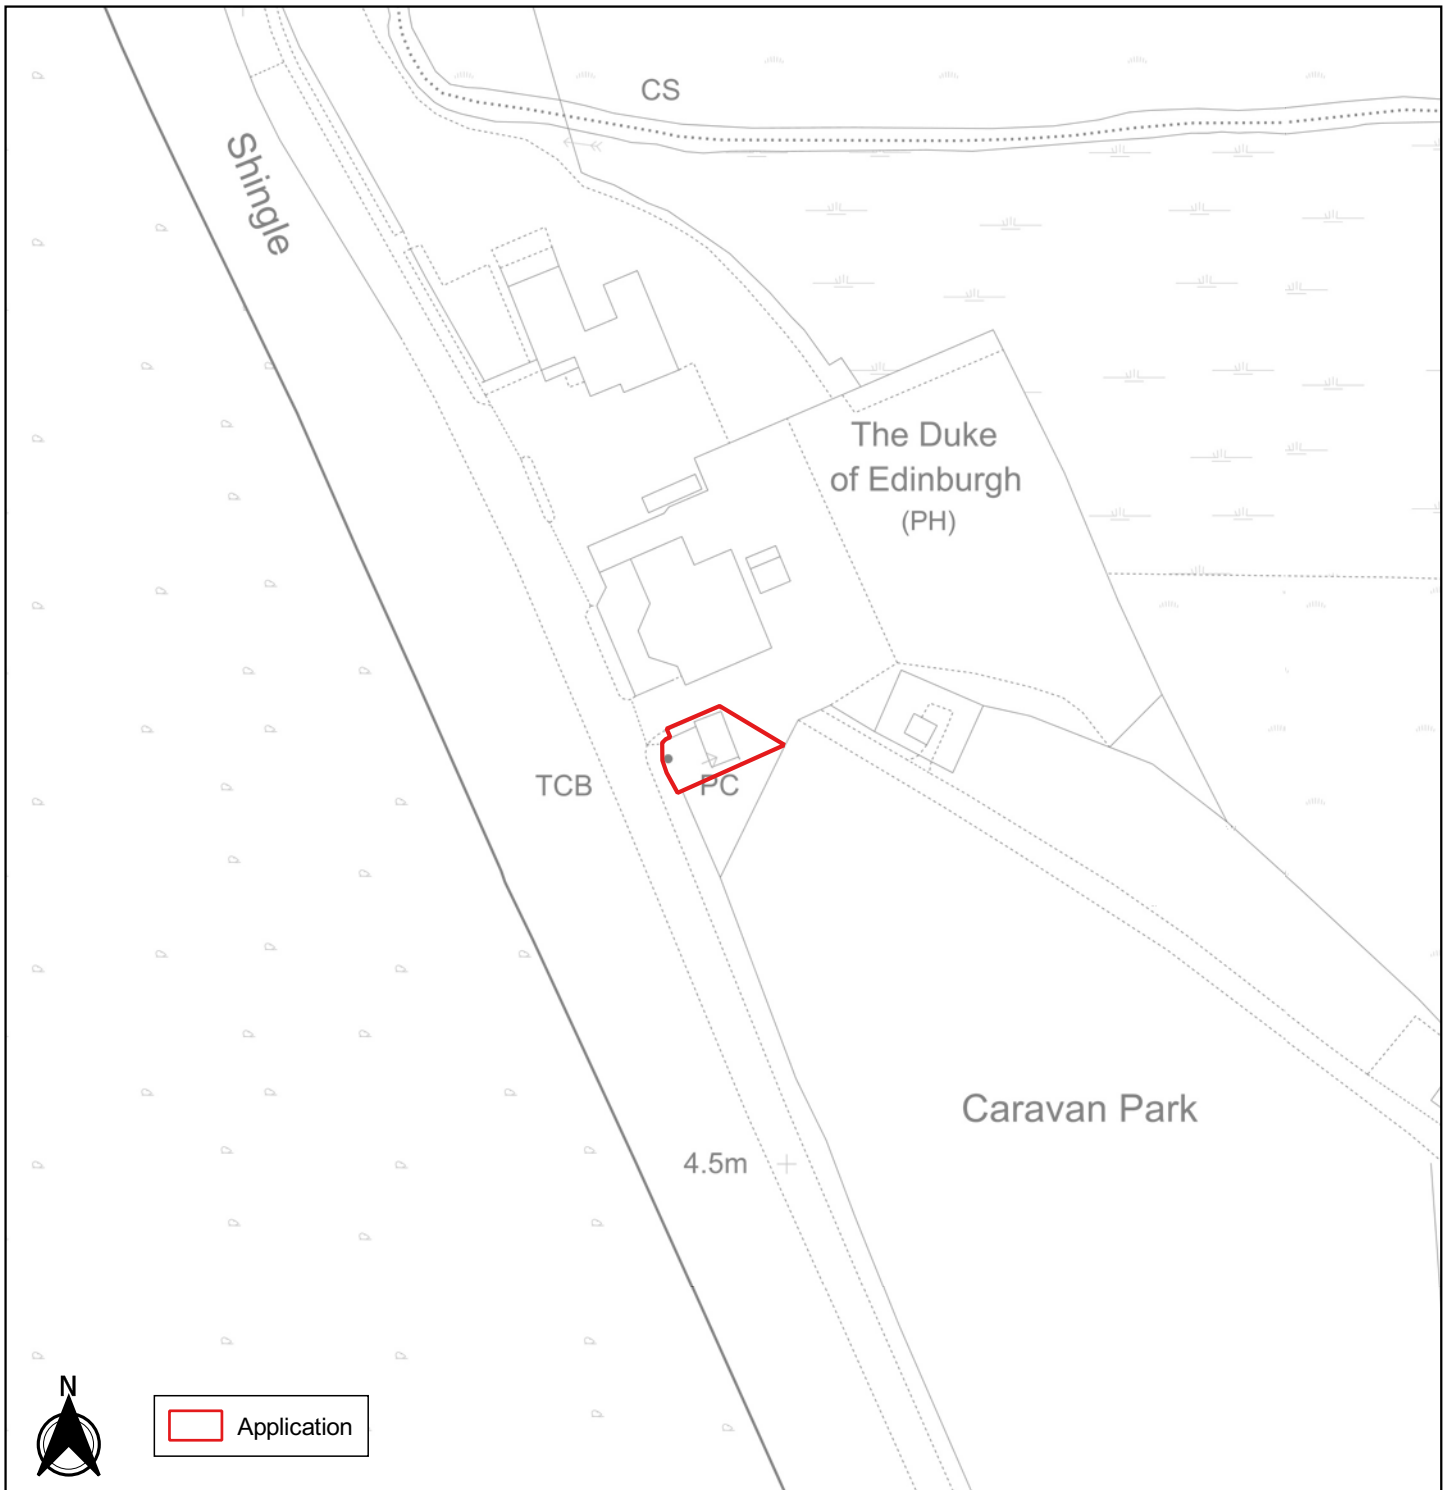 CS
Shingle
The Duke
of Edinburgh
(PH)
TCB
PC
Caravan Park
4.5m
N
Application